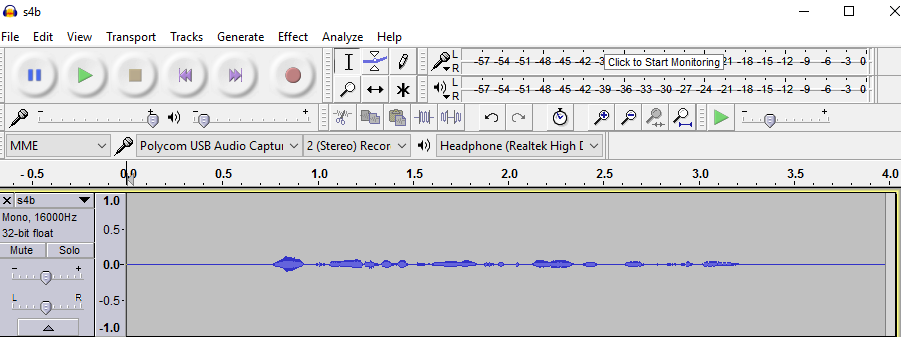 s4b
File Edit View Transport Tracks Generate Effect Analyze Help
L -57 -54 -51 -48 -45 -42 -3 Click to Start Monitoring 21 -18 -15 -12 -9 -6 -3 0
R
L -57 -54 -51 -48 -45 -42 -39 -36 -33 -30 -27 -24 -21 -18 -15 -12 -9 -6 -3 0
R
- + - + - +
MME Polycom USB Audio Captur 2 (Stereo) Recor Headphone (Realtek High D
-0.5 0.0 0.5 1.0 1.5 2.0 2.5 3.0 3.5 4.0
s4b 1.0
Mono, 16000Hz
32-bit float 0.5-
Mute Solo
- + 0.0-
L R -0.5-
-1.0